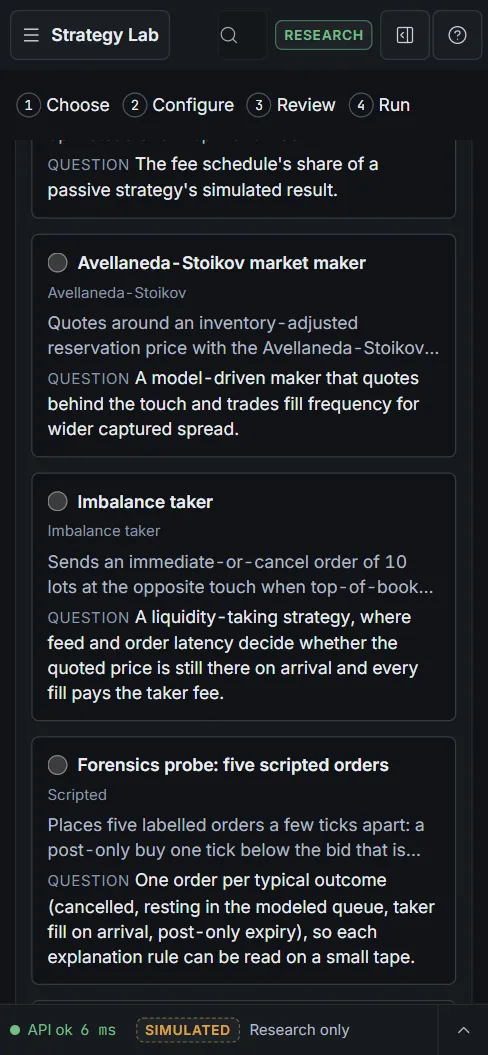 Strategy Lab
RESEARCH
1 Choose 2 Configure 3 Review 4 Run
QUESTION The fee schedule's share of a
passive strategy's simulated result.
Avellaneda-Stoikov market maker
Avellaneda-Stoikov
Quotes around an inventory-adjusted
reservation price with the Avellaneda-Stoikov…
QUESTION A model-driven maker that quotes
behind the touch and trades fill frequency for
wider captured spread.
Imbalance taker
Imbalance taker
Sends an immediate-or-cancel order of 10
lots at the opposite touch when top-of-book…
QUESTION A liquidity-taking strategy, where
feed and order latency decide whether the
quoted price is still there on arrival and every
fill pays the taker fee.
Forensics probe: five scripted orders
Scripted
Places five labelled orders a few ticks apart: a
post-only buy one tick below the bid that is…
QUESTION One order per typical outcome
(cancelled, resting in the modeled queue, taker
fill on arrival, post-only expiry), so each
explanation rule can be read on a small tape.
API ok 6 ms SIMULATED Research only